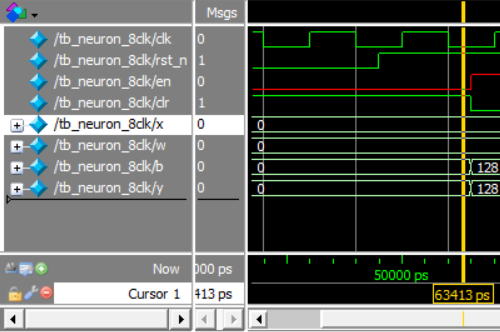 Msgs
/tb_neuron_8clk/clk 0
/tb_neuron_8clk/rst_n 1
/tb_neuron_8clk/en 0
/tb_neuron_8clk/clr 1
/tb_neuron_8clk/x 0 0
/tb_neuron_8clk/w 0 0
/tb_neuron_8clk/b 0 0 128
/tb_neuron_8clk/y 0 0 128
Now 000 ps 50000 ps
Cursor 1 413 ps 63413 ps